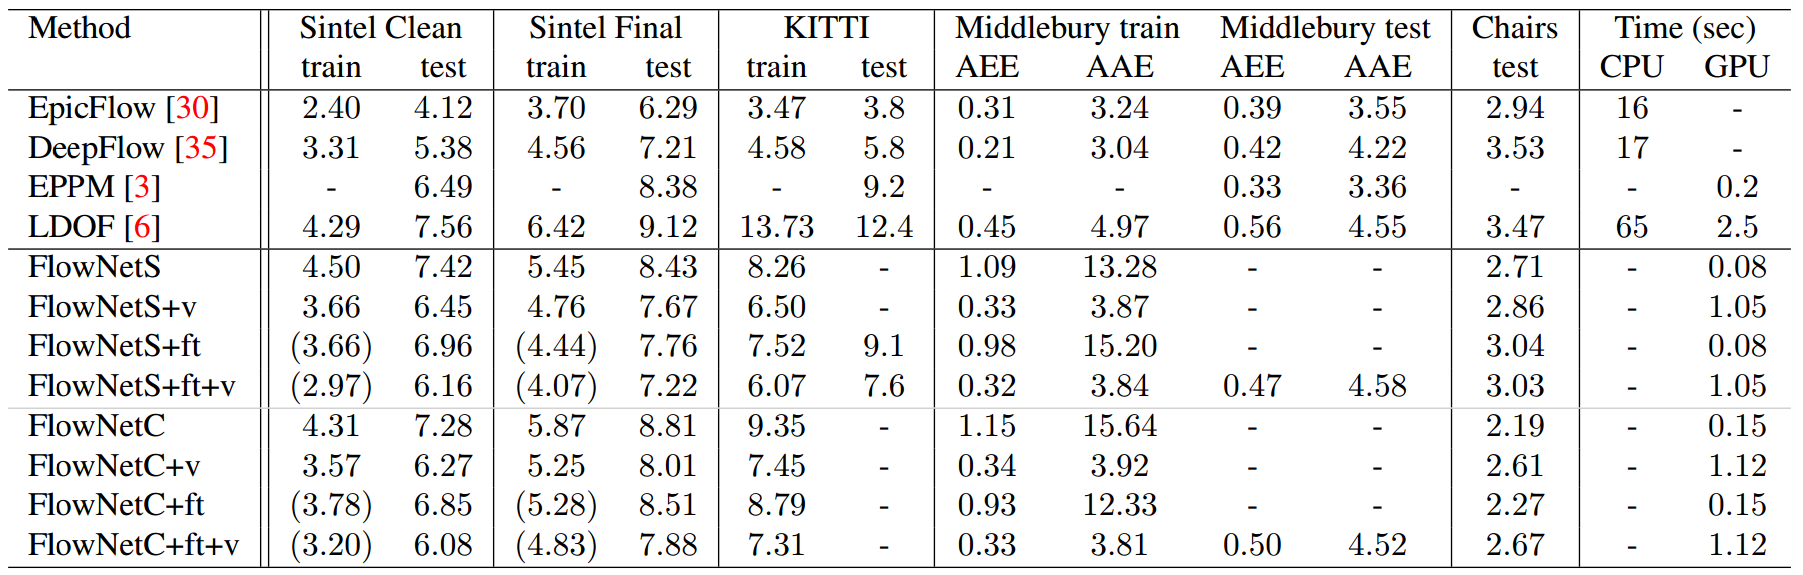 Method Sintel Clean Sintel Final KITTI Middlebury train Middlebury test Chairs Time (sec)
train test train test train test AEE AAE AEE AAE test CPU GPU
EpicFlow [30] 2.40 4.12 3.70 6.29 3.47 3.8 0.31 3.24 0.39 3.55 2.94 16 -
DeepFlow [35] 3.31 5.38 4.56 7.21 4.58 5.8 0.21 3.04 0.42 4.22 3.53 17 -
EPPM [3] - 6.49 - 8.38 - 9.2 - - 0.33 3.36 - - 0.2
LDOF [6] 4.29 7.56 6.42 9.12 13.73 12.4 0.45 4.97 0.56 4.55 3.47 65 2.5
FlowNetS 4.50 7.42 5.45 8.43 8.26 - 1.09 13.28 - - 2.71 - 0.08
FlowNetS+v 3.66 6.45 4.76 7.67 6.50 - 0.33 3.87 - - 2.86 - 1.05
FlowNetS+ft (3.66) 6.96 (4.44) 7.76 7.52 9.1 0.98 15.20 - - 3.04 - 0.08
FlowNetS+ft+v (2.97) 6.16 (4.07) 7.22 6.07 7.6 0.32 3.84 0.47 4.58 3.03 - 1.05
FlowNetC 4.31 7.28 5.87 8.81 9.35 - 1.15 15.64 - - 2.19 - 0.15
FlowNetC+v 3.57 6.27 5.25 8.01 7.45 - 0.34 3.92 - - 2.61 - 1.12
FlowNetC+ft (3.78) 6.85 (5.28) 8.51 8.79 - 0.93 12.33 - - 2.27 - 0.15
FlowNetC+ft+v (3.20) 6.08 (4.83) 7.88 7.31 - 0.33 3.81 0.50 4.52 2.67 - 1.12